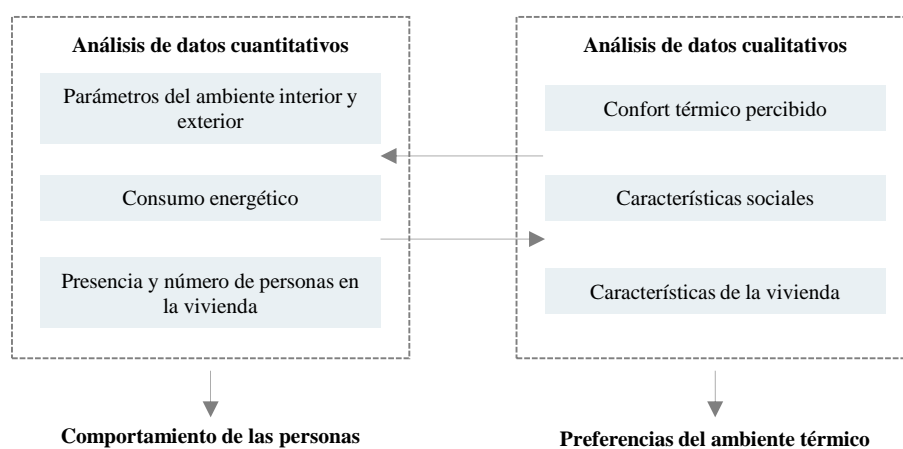 Análisis de datos cuantitativos
Parámetros del ambiente interior y
exterior
Consumo energético
Presencia y número de personas en
la vivienda
Comportamiento de las personas
Análisis de datos cualitativos
Confort térmico percibido
Características sociales
Características de la vivienda
Preferencias del ambiente térmico